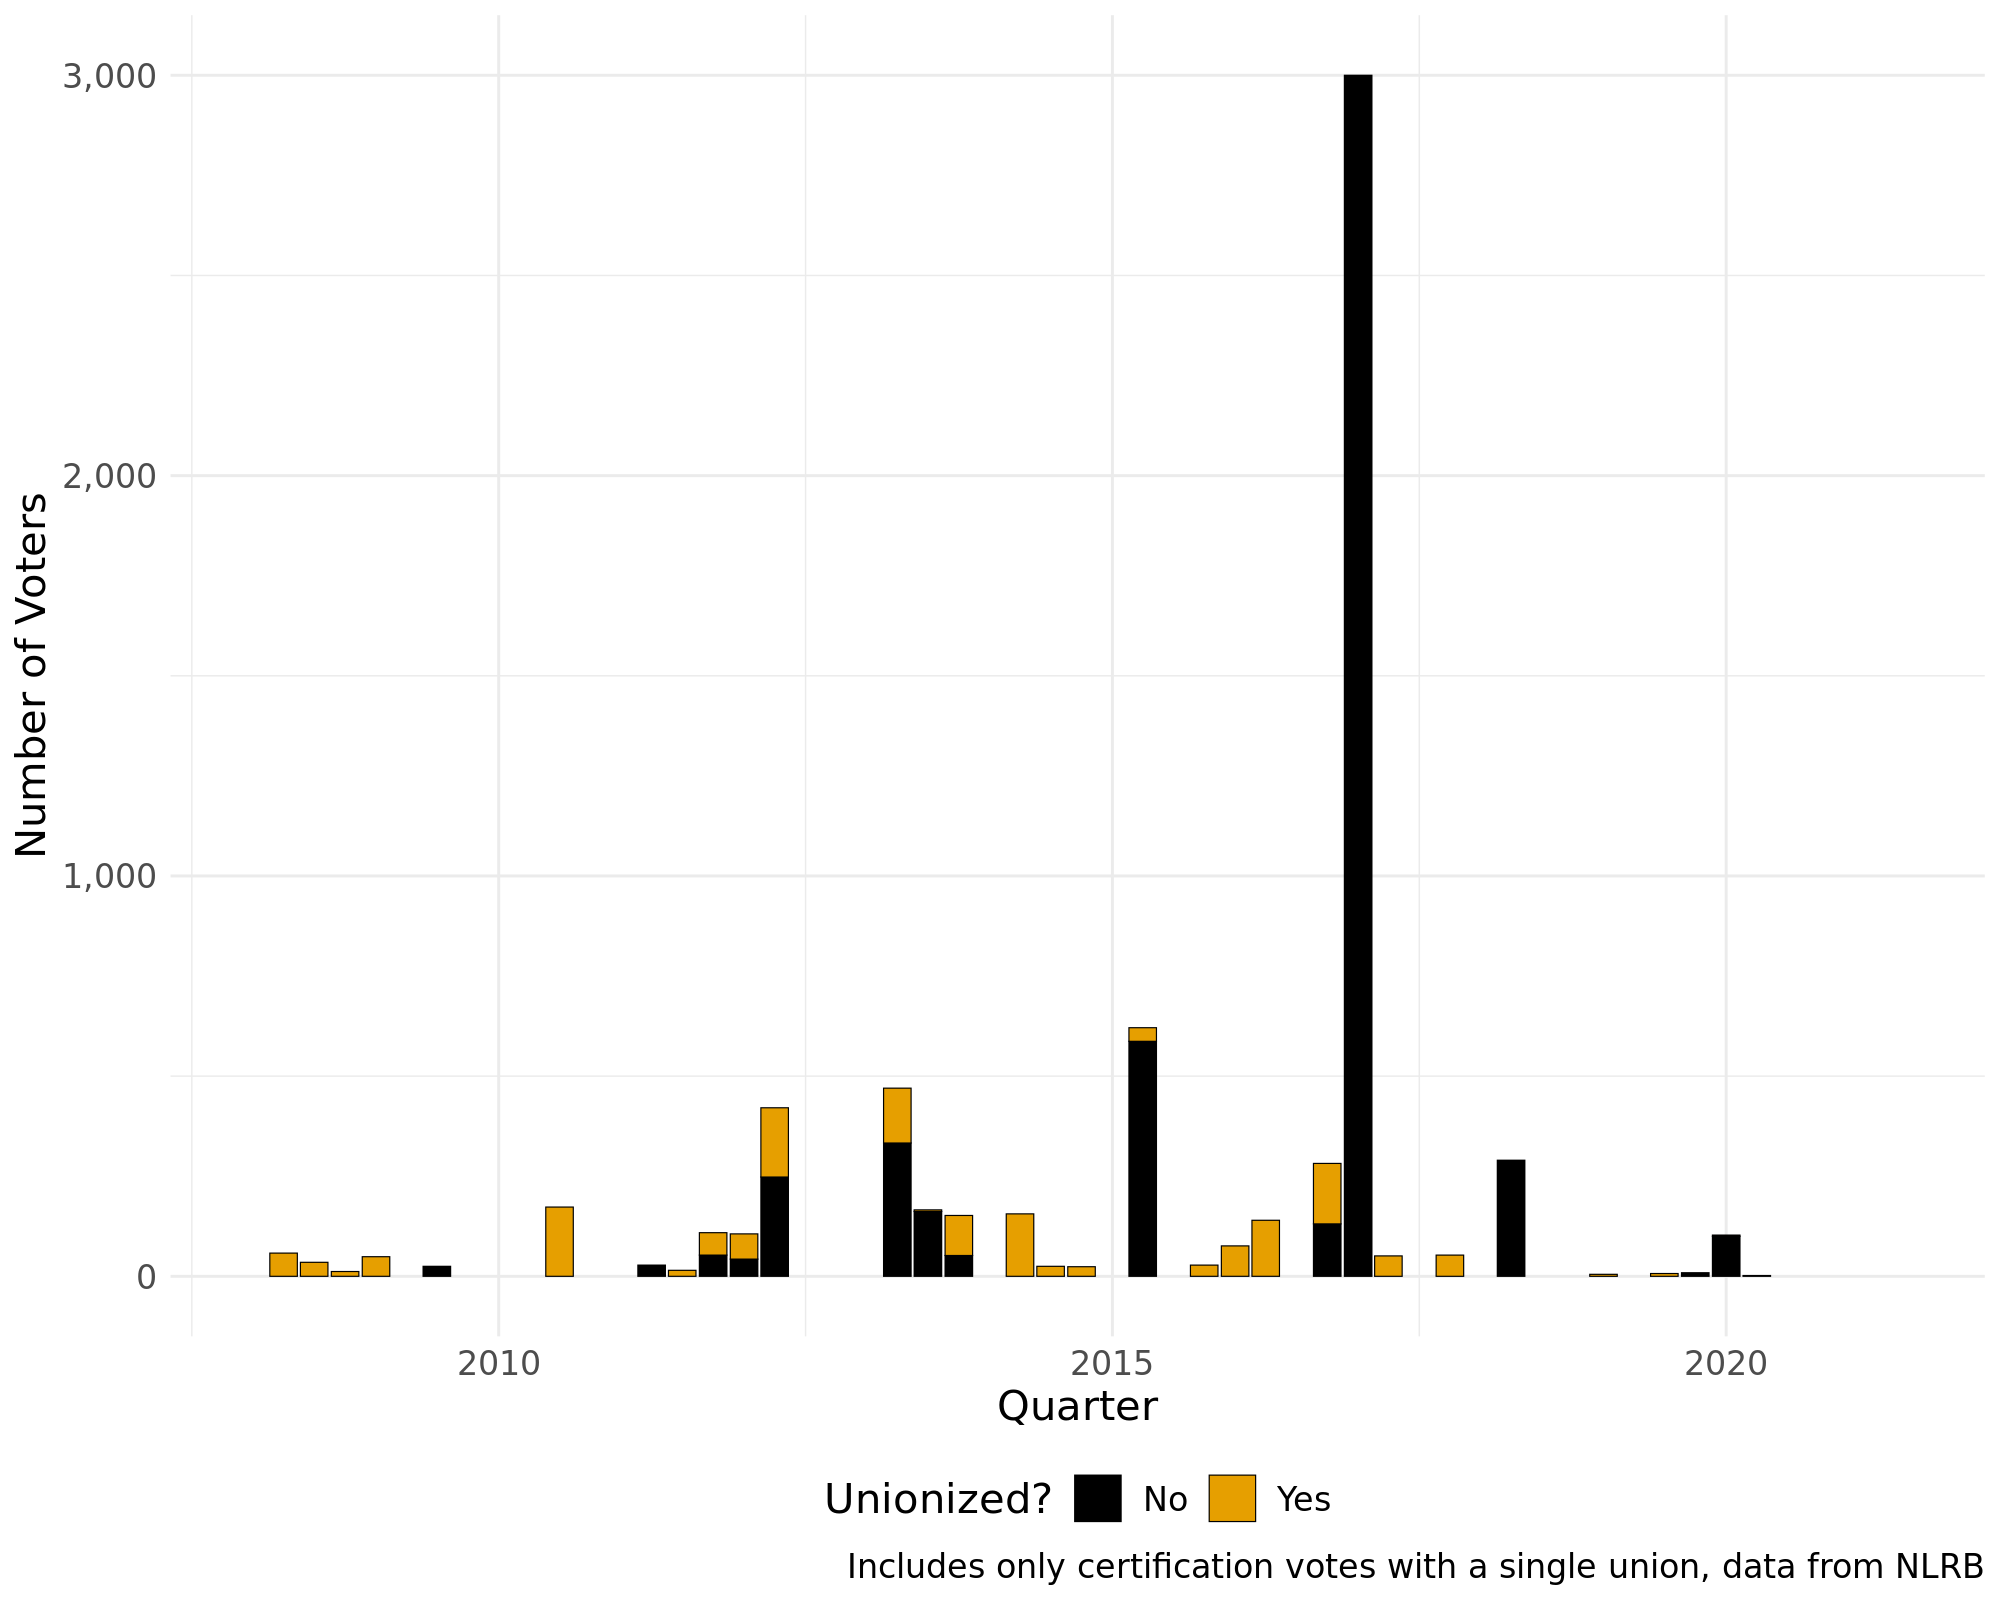 3,000
2,000
1,000
0
Number of Voters
2010 2015 2020
Quarter
Unionized? No Yes
Includes only certification votes with a single union, data from NLRB